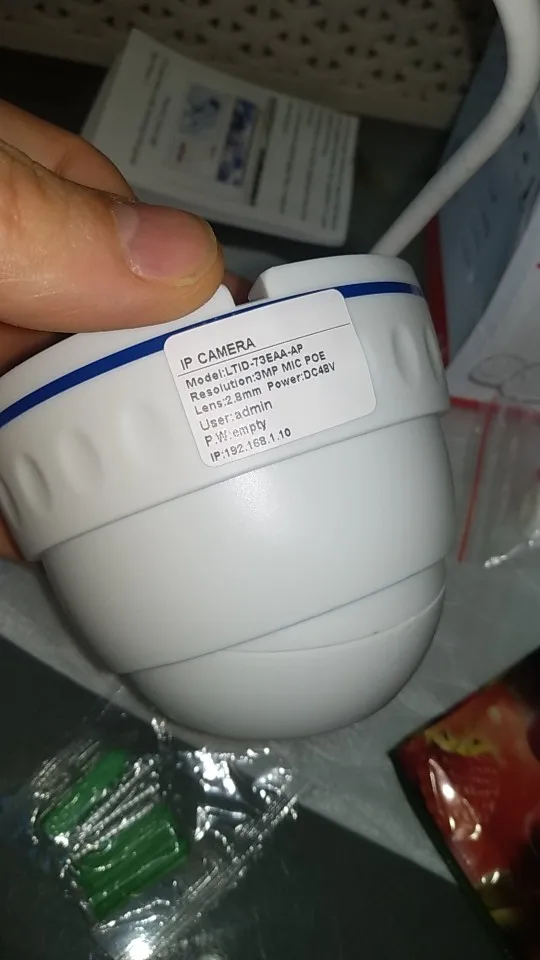 IP CAMERA
Model:LTID-73EAA-AP
Resolution:3MP MIC POE
Lens:2.8mm Power:DC48V
User:admin
P.W:empty
IP:192.168.1.10